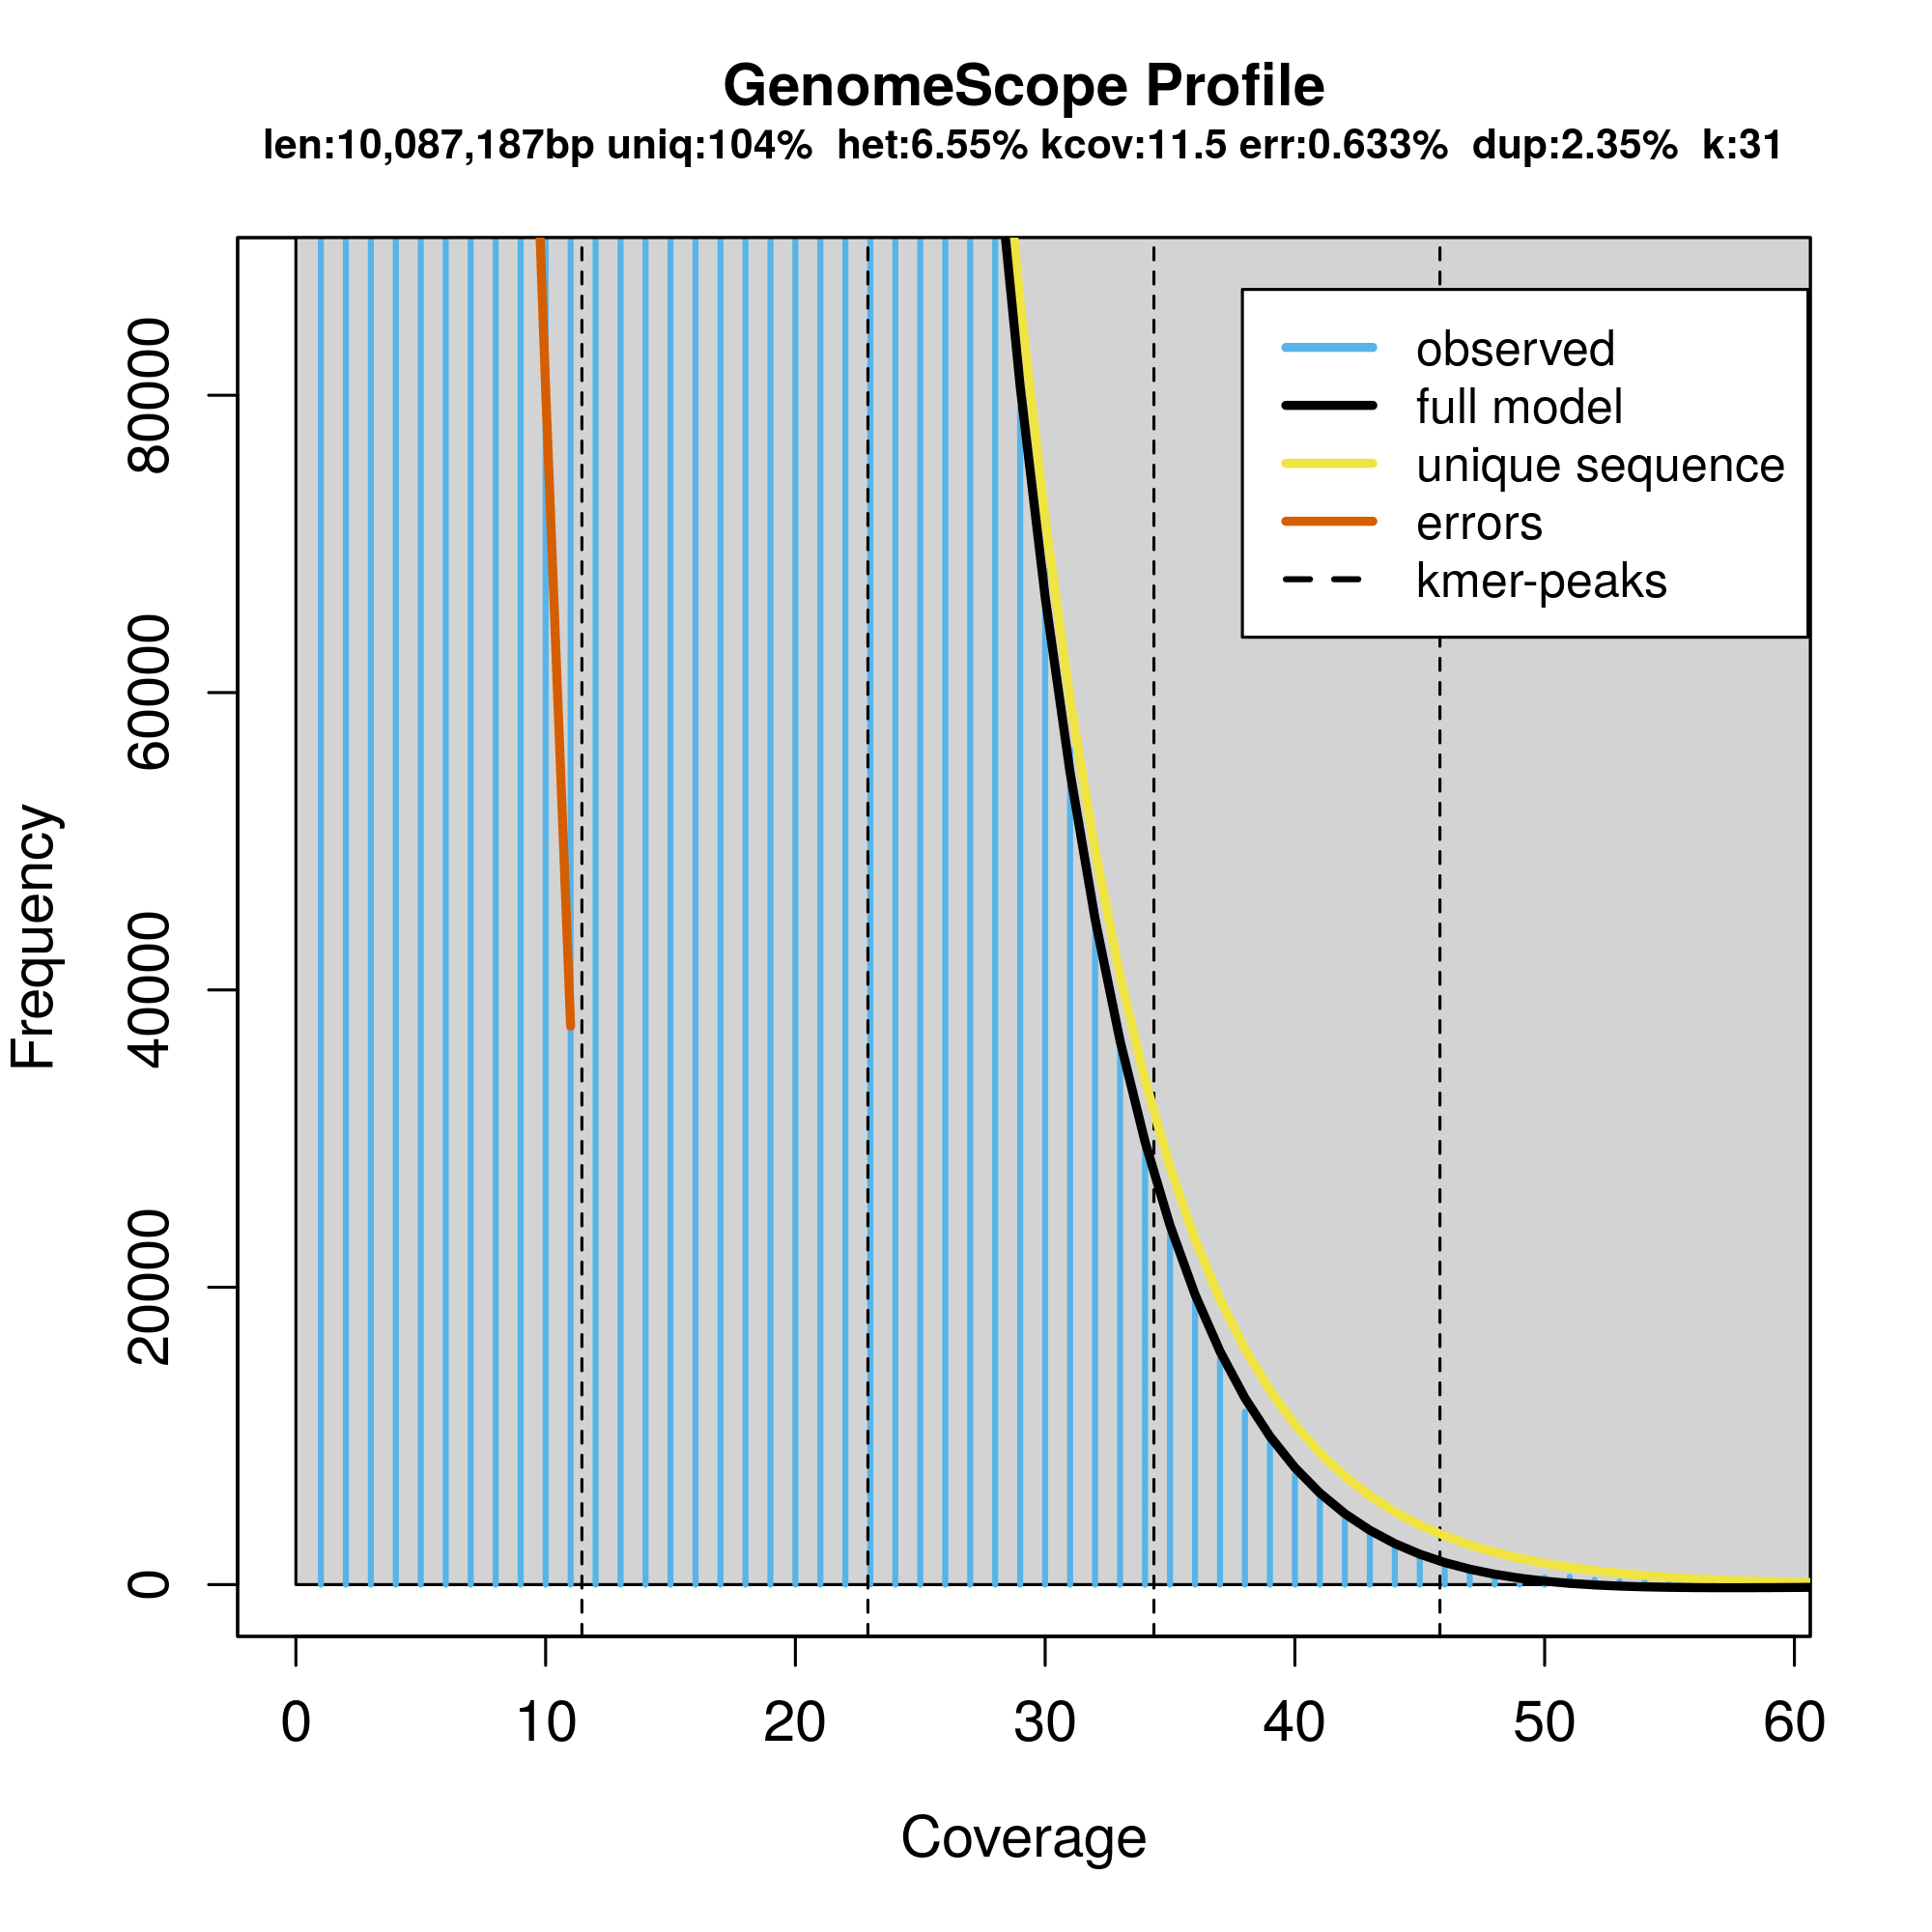 GenomeScope Profile
len:10,087,187bp uniq:104% het:6.55% kcov:11.5 err:0.633% dup:2.35% k:31
observed
full model
unique sequence
errors
kmer-peaks
Frequency
80000
60000
40000
20000
0
0 10 20 30 40 50 60
Coverage